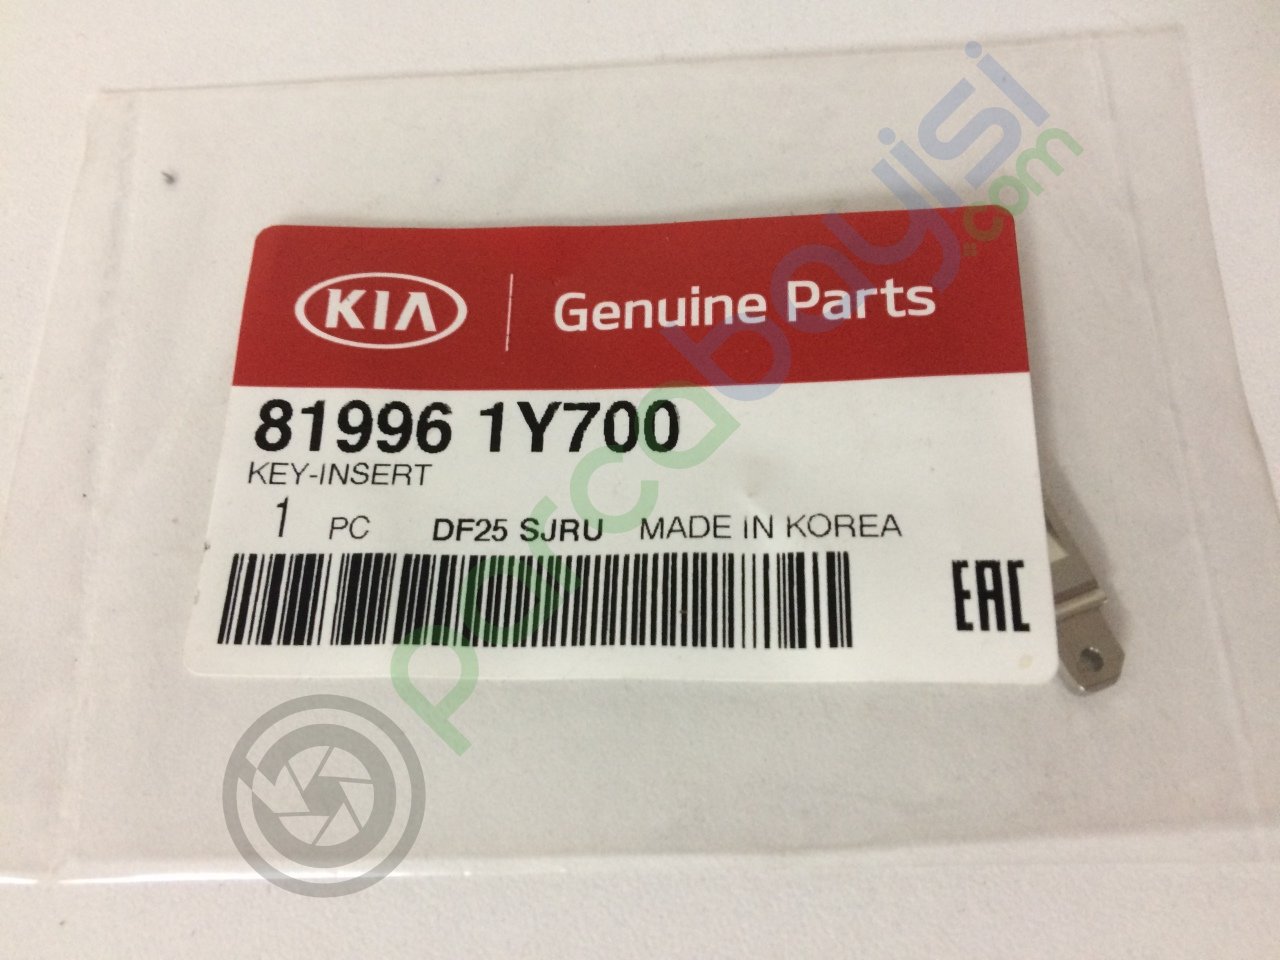 KIA Genuine Parts
81996 1Y700
KEY-INSERT
1 PC DF25 SJRU MADE IN KOREA
EAC
parcabayisi.com